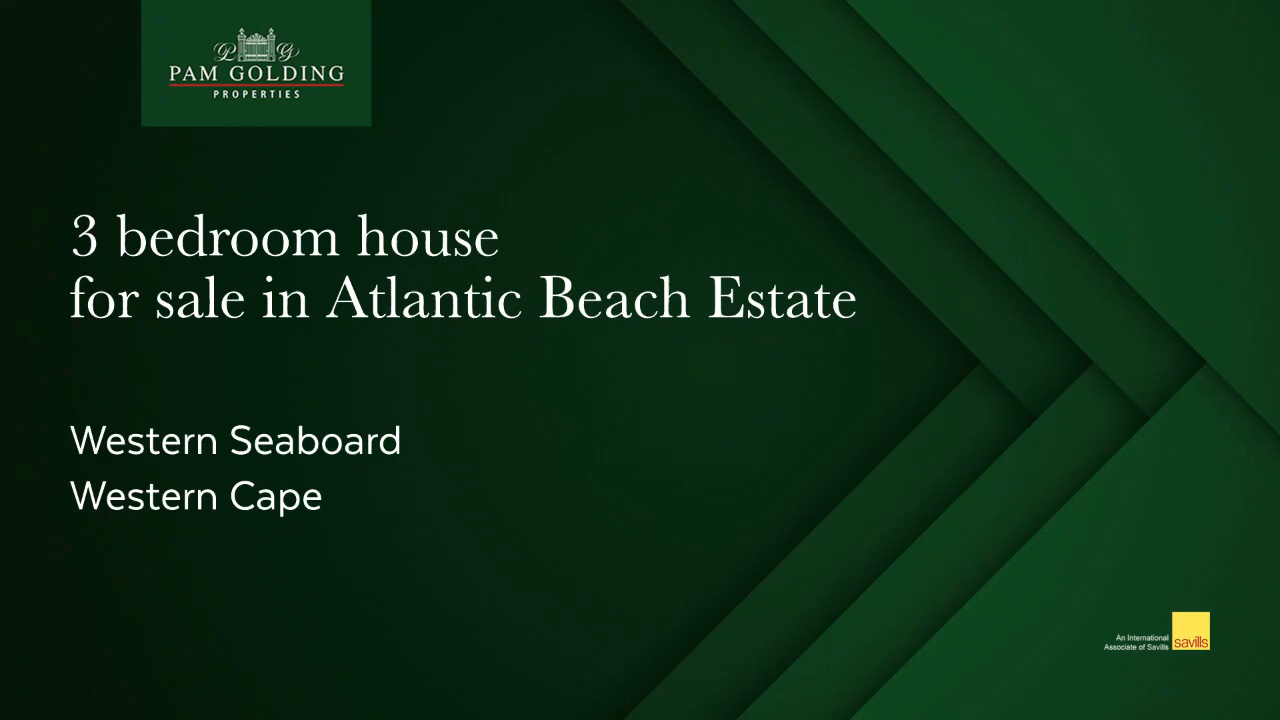 P G
PAM GOLDING
PROPERTIES
3 bedroom house
for sale in Atlantic Beach Estate
Western Seaboard
Western Cape
An International
Associate of Savills
savills